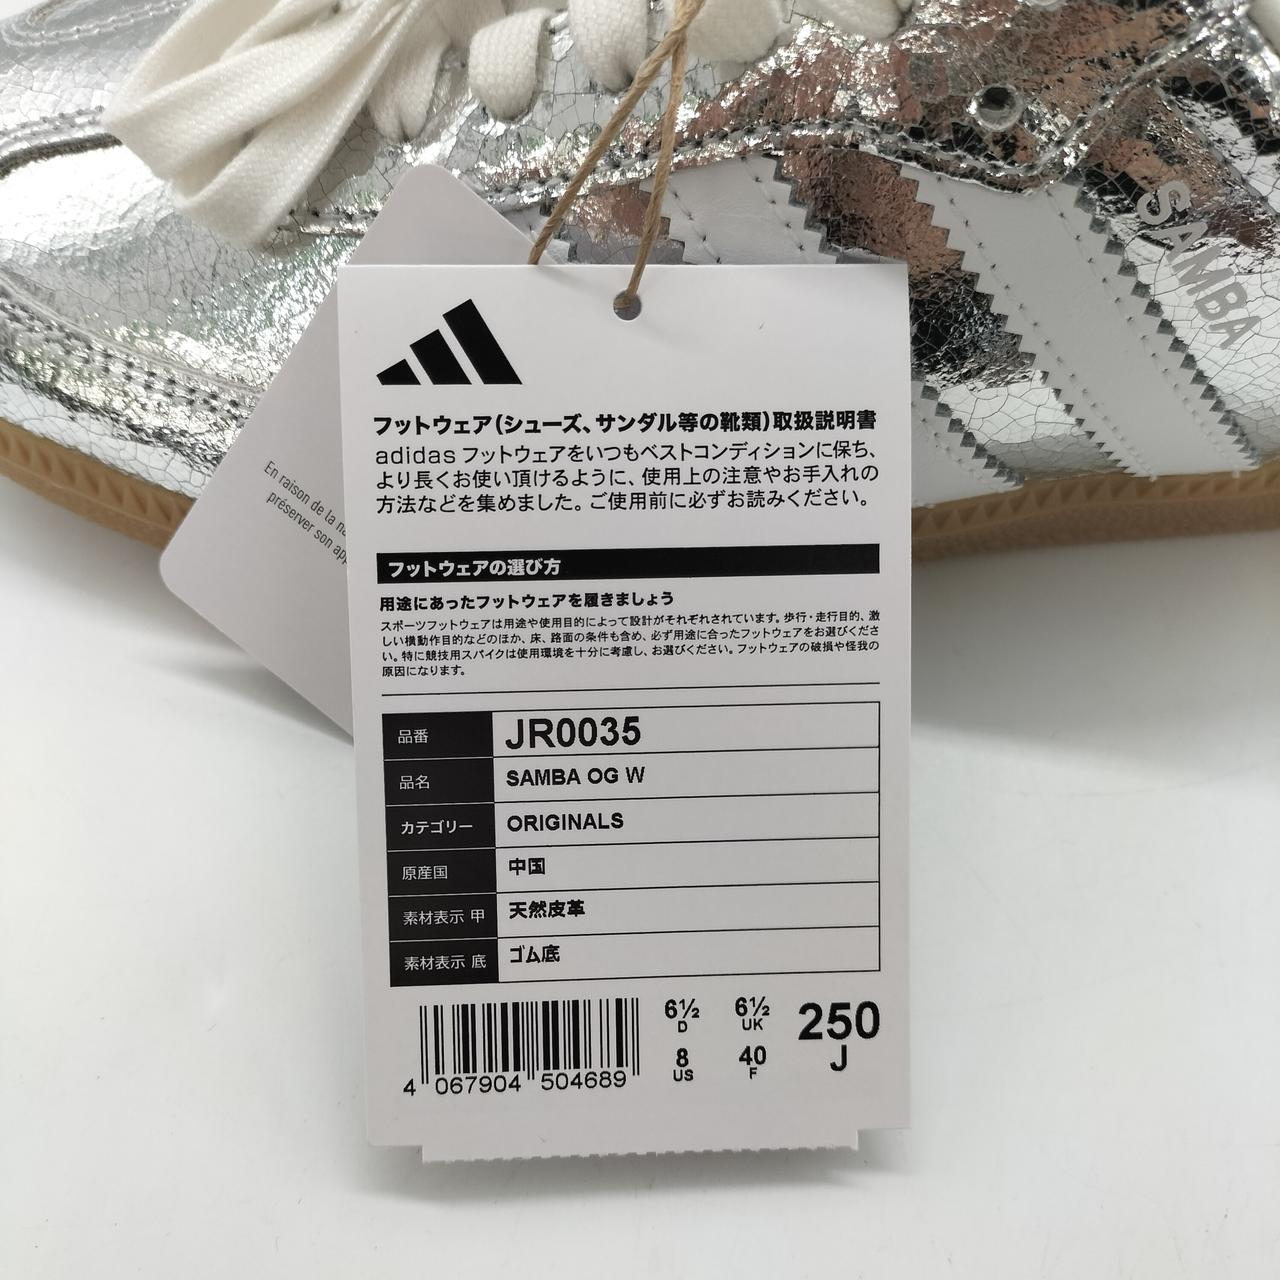 SAMBA
En raison de la
préserver son
フットウェア(シューズ、サンダル等の靴類)取扱説明書
adidas フットウェアをいつもベストコンディションに保ち、
より長くお使い頂けるように、使用上の注意やお手入れの
方法などを集めました。ご使用前に必ずお読みください。
フットウェアの選び方
用途にあったフットウェアを履きましょう
スポーツフットウェアは用途や使用目的によって設計がそれぞれされています。歩行・走行目的、激
しい横動作目的などのほか、床、路面の条件も含め、必ず用途に合ったフットウェアをお選びくださ
い。特に競技用スパイクは使用環境を十分に考慮し、お選びください。フットウェアの破損や怪我の
原因になります。
品番 JR0035
品名 SAMBA OG W
カテゴリー ORIGINALS
原産国 中国
素材表示 甲 天然皮革
素材表示 底 ゴム底
6½ D 6½ UK 250 J
8 US 40 F
4 067904 504689